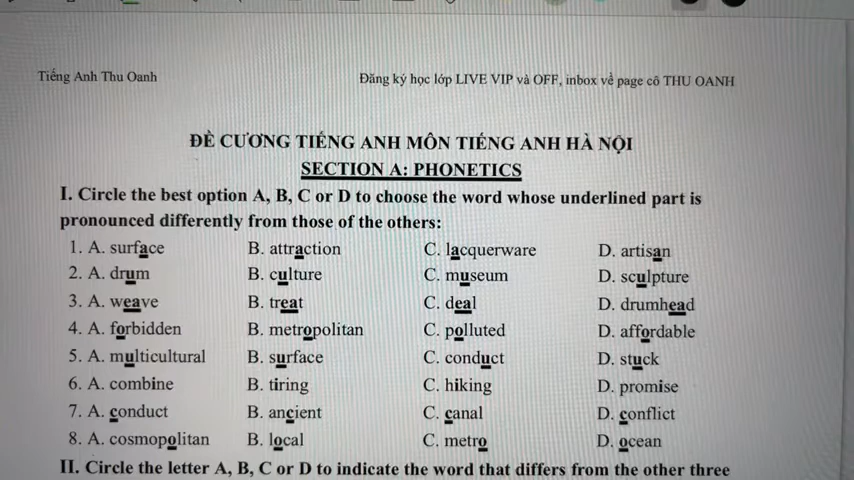 Tiếng Anh Thu Oanh Đăng ký học lớp LIVE VIP và OFF, inbox về page cô THU OANH
ĐỀ CƯƠNG TIẾNG ANH MÔN TIẾNG ANH HÀ NỘI
SECTION A: PHONETICS
I. Circle the best option A, B, C or D to choose the word whose underlined part is
pronounced differently from those of the others:
1. A. surface B. attraction C. lacquerware D. artisan
2. A. drum B. culture C. museum D. sculpture
3. A. weave B. treat C. deal D. drumhead
4. A. forbidden B. metropolitan C. polluted D. affordable
5. A. multicultural B. surface C. conduct D. stuck
6. A. combine B. tiring C. hiking D. promise
7. A. conduct B. ancient C. canal D. conflict
8. A. cosmopolitan B. local C. metro D. ocean
II. Circle the letter A, B, C or D to indicate the word that differs from the other three